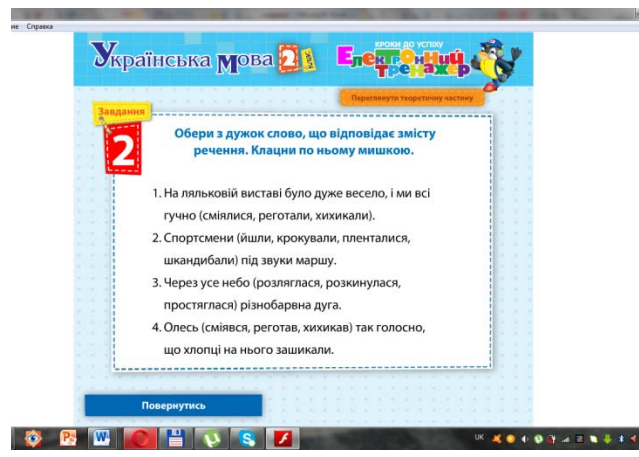 ие Справка
Українська мова 2 клас
КРОКИ ДО УСПІХУ
ЕлектрОнний
тренажер
Переглянути теоретичну частину
Завдання
2
Обери з дужок слово, що відповідає змісту
речення. Клацни по ньому мишкою.
1. На ляльковій виставі було дуже весело, і ми всі
гучно (сміялися, реготали, хихикали).
2. Спортсмени (йшли, крокували, пленталися,
шкандибали) під звуки маршу.
3. Через усе небо (розляглася, розкинулася,
простяглася) різнобарвна дуга.
4. Олесь (сміявся, реготав, хихикав) так голосно,
що хлопці на нього зашикали.
Повернутись
UK